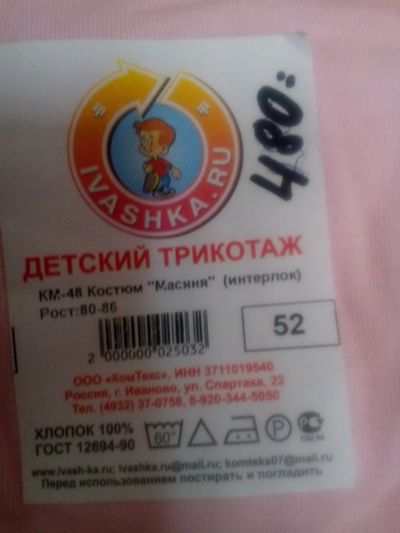 480=
IVASHKA.RU
ДЕТСКИЙ ТРИКОТАЖ
КМ-48 Костюм "Масяня" (интерлок)
Рост:80-86
52
2 000000 025032
ООО «КомТекс», ИНН 3711019540
Россия, г. Иваново, ул. Спартака, 22
Тел. (4932) 37-0758, 8-920-344-5050
ХЛОПОК 100%
ГОСТ 12694-90
60°
P
www.ivash-ka.ru; ivashka@mail.ru; komteks07@mail.ru
Перед использованием постирать и погладить